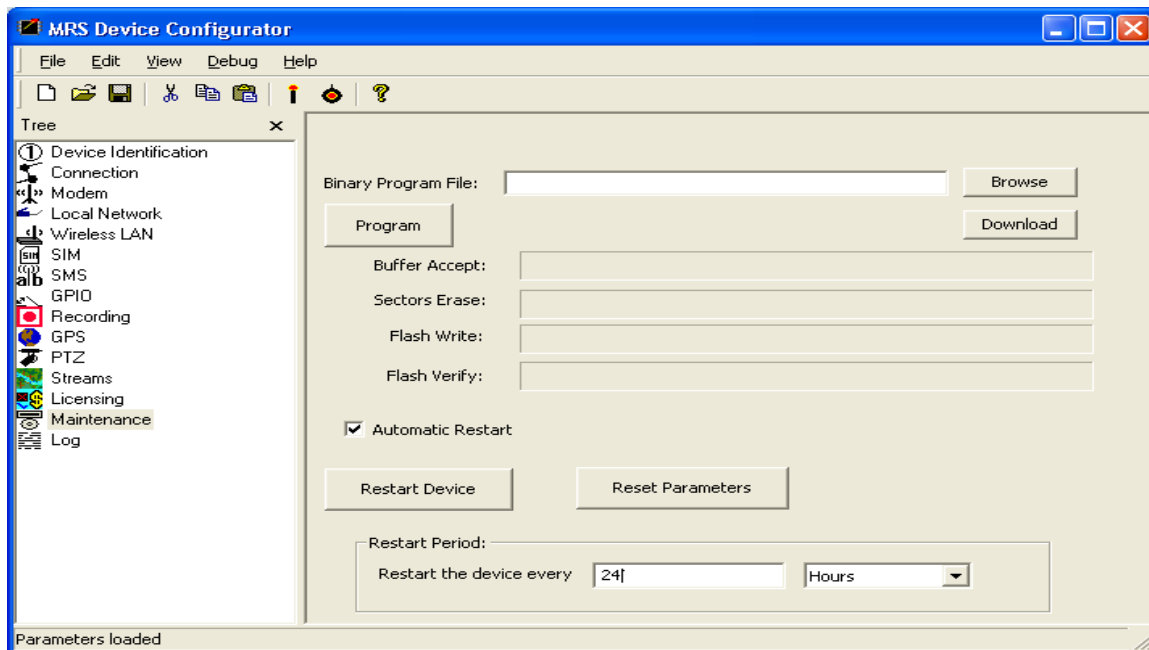 MRS Device Configurator
File Edit View Debug Help
Tree
Device Identification
Connection
Modem
Local Network
Wireless LAN
SIM
SMS
GPIO
Recording
GPS
PTZ
Streams
Licensing
Maintenance
Log
Binary Program File: Browse
Program Download
Buffer Accept:
Sectors Erase:
Flash Write:
Flash Verify:
Automatic Restart
Restart Device Reset Parameters
Restart Period:
Restart the device every 24 Hours
Parameters loaded